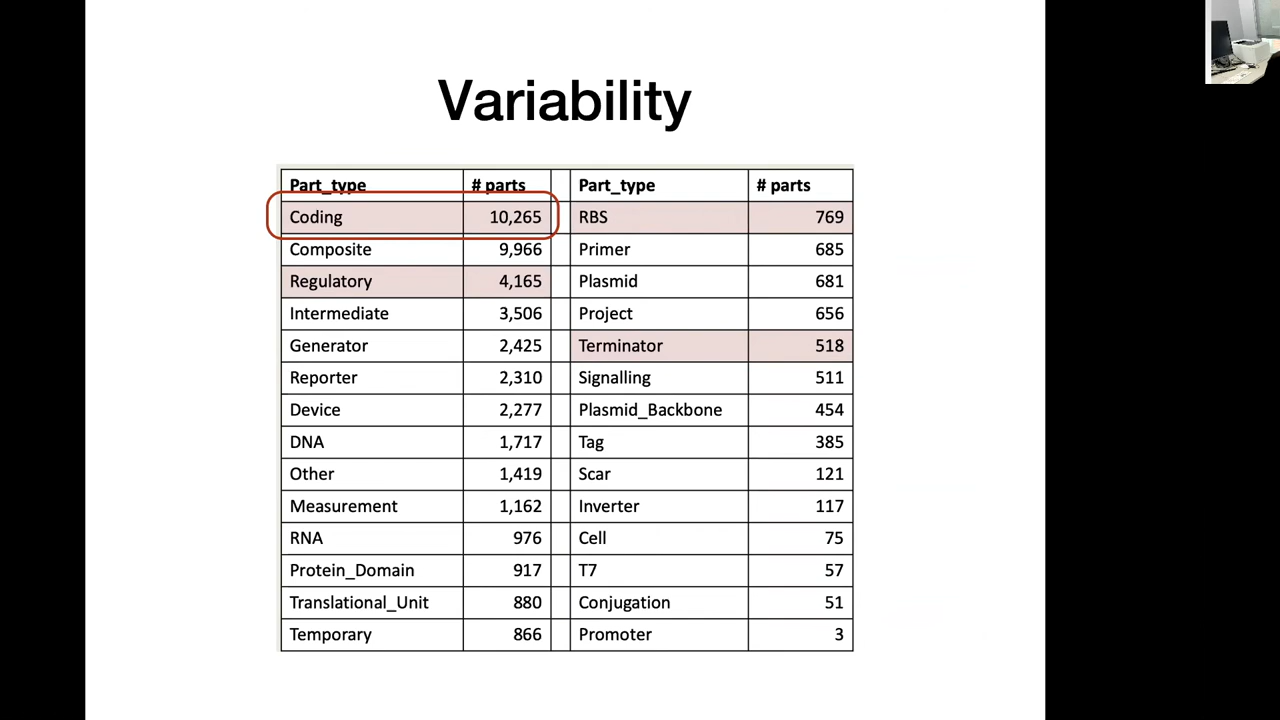 Variability
Part_type # parts Part_type # parts
Coding 10,265 RBS 769
Composite 9,966 Primer 685
Regulatory 4,165 Plasmid 681
Intermediate 3,506 Project 656
Generator 2,425 Terminator 518
Reporter 2,310 Signalling 511
Device 2,277 Plasmid_Backbone 454
DNA 1,717 Tag 385
Other 1,419 Scar 121
Measurement 1,162 Inverter 117
RNA 976 Cell 75
Protein_Domain 917 T7 57
Translational_Unit 880 Conjugation 51
Temporary 866 Promoter 3